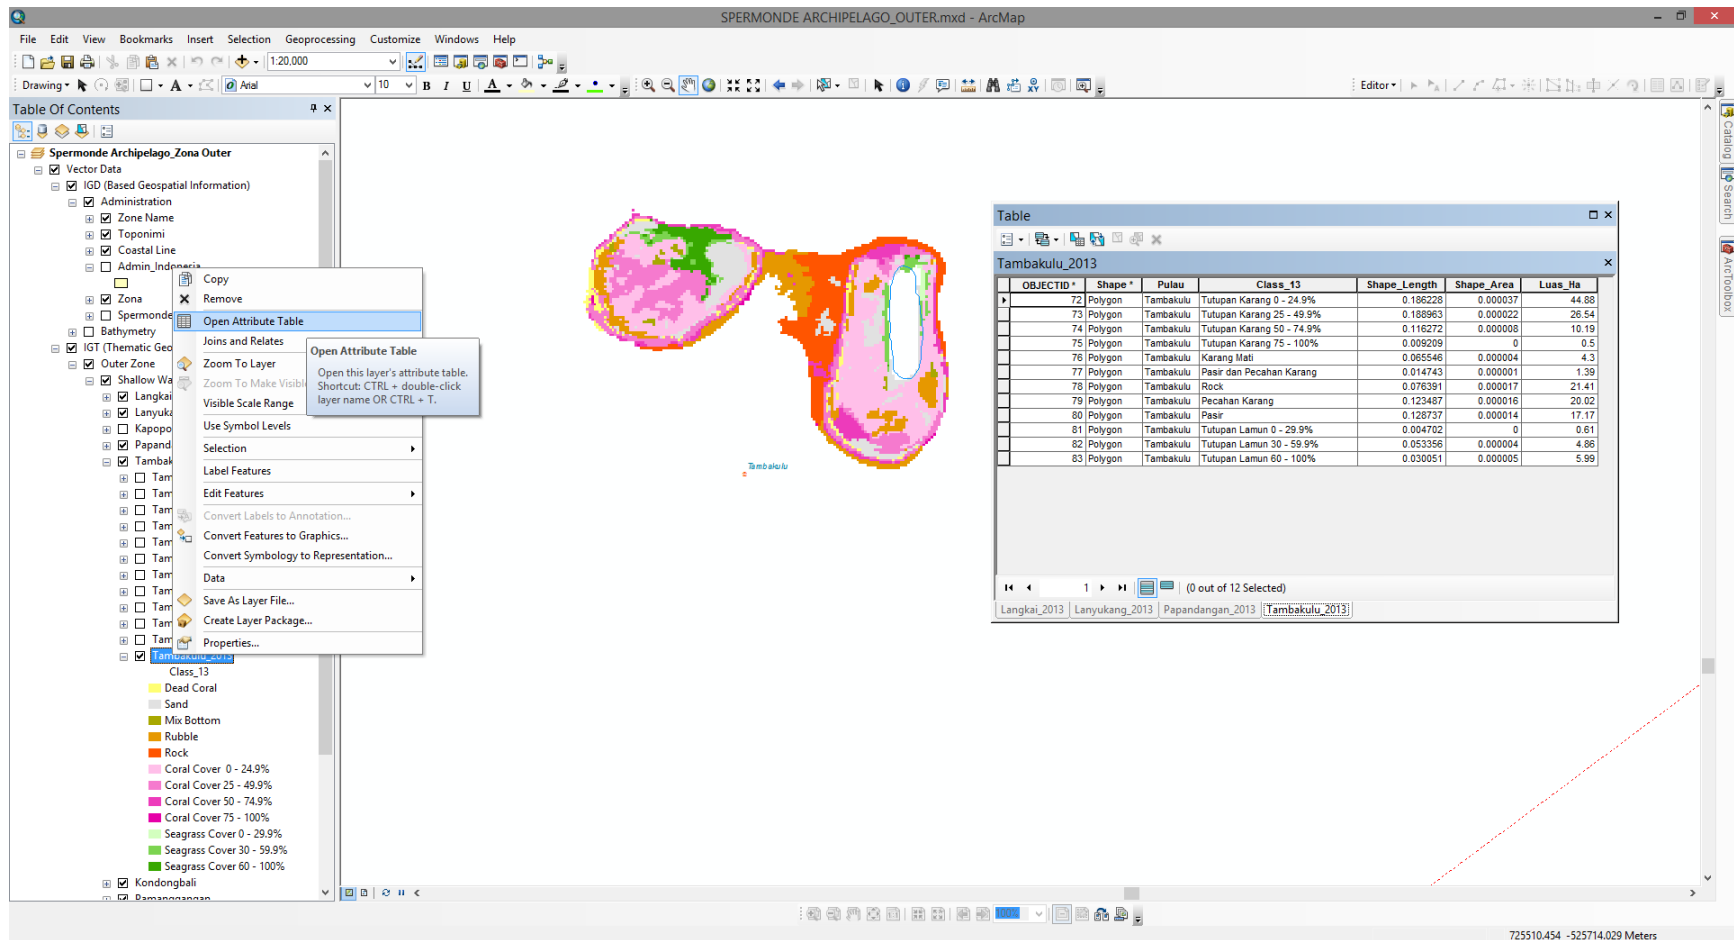 SPERMONDE ARCHIPELAGO_OUTER.mxd - ArcMap
File Edit View Bookmarks Insert Selection Geoprocessing Customize Windows Help
1:20,000
Drawing Arial 10 B I U A Editor
Table Of Contents
Spermonde Archipelago_Zona Outer
Vector Data
IGD (Based Geospatial Information)
Administration
Zone Name
Toponimi
Coastal Line
Admin_Indonesia
Zona
Spermonde
Bathymetry
IGT (Thematic Geo
Outer Zone
Shallow Wa
Langkai
Lanyuka
Kapopo
Papand
Tambak
Tam
Tam
Tam
Tam
Tam
Tam
Tam
Tam
Tam
Tam
Tam
Tambakulu_2013
Class_13
Dead Coral
Sand
Mix Bottom
Rubble
Rock
Coral Cover 0 - 24.9%
Coral Cover 25 - 49.9%
Coral Cover 50 - 74.9%
Coral Cover 75 - 100%
Seagrass Cover 0 - 29.9%
Seagrass Cover 30 - 59.9%
Seagrass Cover 60 - 100%
Kondongbali
Pamanggangan
Copy
Remove
Open Attribute Table
Joins and Relates
Zoom To Layer
Zoom To Make Visibl
Visible Scale Range
Use Symbol Levels
Selection
Label Features
Edit Features
Convert Labels to Annotation...
Convert Features to Graphics...
Convert Symbology to Representation...
Data
Save As Layer File...
Create Layer Package...
Properties...
Open Attribute Table
Open this layer's attribute table.
Shortcut: CTRL + double-click
layer name OR CTRL + T.
Tambakulu
Table
Tambakulu_2013
OBJECTID * Shape * Pulau Class_13 Shape_Length Shape_Area Luas_Ha
72 Polygon Tambakulu Tutupan Karang 0 - 24.9% 0.186228 0.000037 44.88
73 Polygon Tambakulu Tutupan Karang 25 - 49.9% 0.188963 0.000022 26.54
74 Polygon Tambakulu Tutupan Karang 50 - 74.9% 0.116272 0.000008 10.19
75 Polygon Tambakulu Tutupan Karang 75 - 100% 0.009209 0 0.5
76 Polygon Tambakulu Karang Mati 0.065546 0.000004 4.3
77 Polygon Tambakulu Pasir dan Pecahan Karang 0.014743 0.000001 1.39
78 Polygon Tambakulu Rock 0.076391 0.000017 21.41
79 Polygon Tambakulu Pecahan Karang 0.123487 0.000016 20.02
80 Polygon Tambakulu Pasir 0.128737 0.000014 17.17
81 Polygon Tambakulu Tutupan Lamun 0 - 29.9% 0.004702 0 0.61
82 Polygon Tambakulu Tutupan Lamun 30 - 59.9% 0.053356 0.000004 4.86
83 Polygon Tambakulu Tutupan Lamun 60 - 100% 0.030051 0.000005 5.99
1 (0 out of 12 Selected)
Langkai_2013 Lanyukang_2013 Papandangan_2013 Tambakulu_2013
Catalog
Search
ArcToolbox
100%
725510.454 -525714.029 Meters